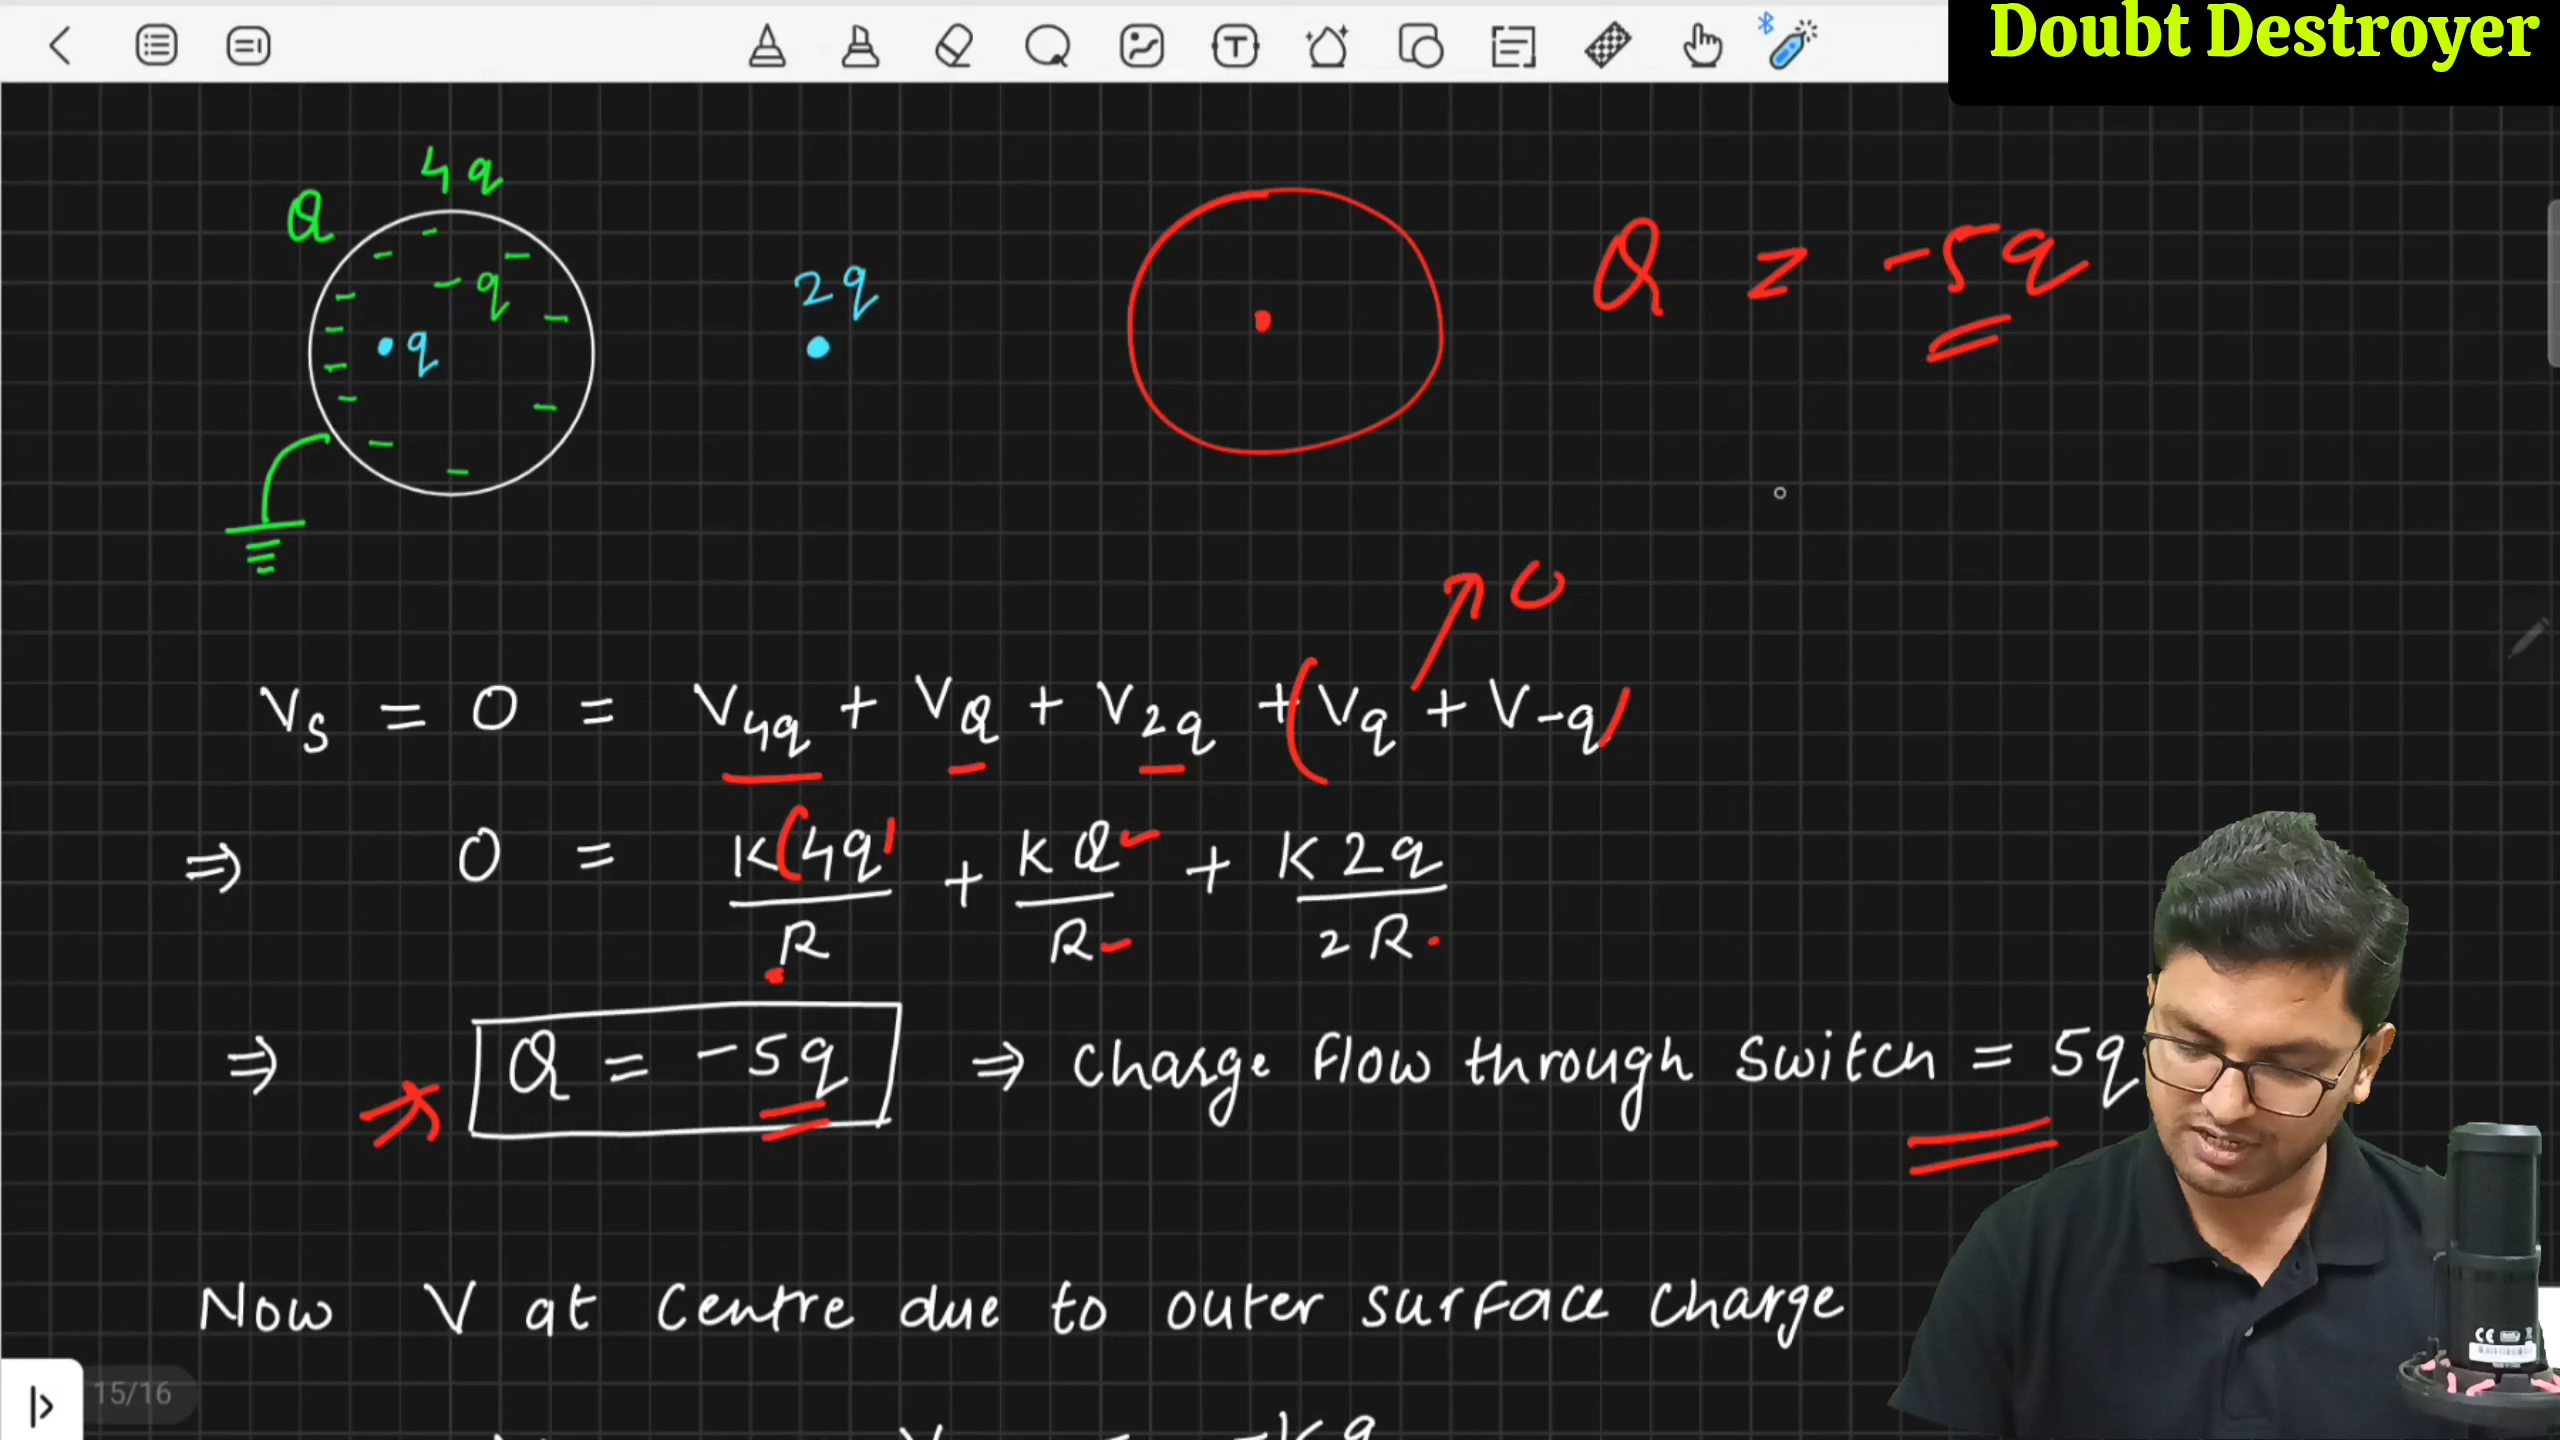 Doubt Destroyer
4q
Q
-q
q
2q
Q = -5q
0
Vs = 0 = V4q + VQ + V2q + (Vq + V-q)
⇒ 0 = K(4q)/R + KQ/R + K2q/2R
⇒ Q = -5q ⇒ Charge flow through switch = 5q
Now V at Centre due to outer surface charge
15/16